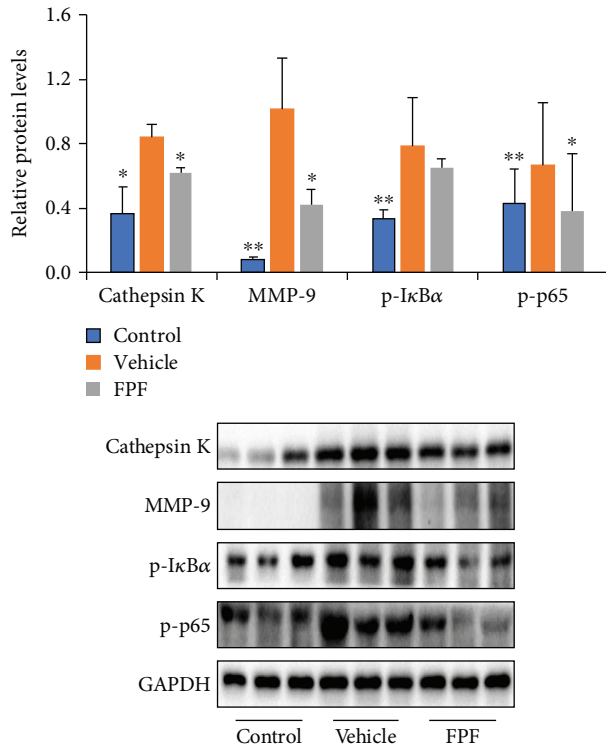 Relative protein levels
1.6
1.2
0.8
0.4
0.0
* *
** *
**
** *
Cathepsin K MMP-9 p-IκBα p-p65
Control
Vehicle
FPF
Cathepsin K
MMP-9
p-IκBα
p-p65
GAPDH
Control Vehicle FPF